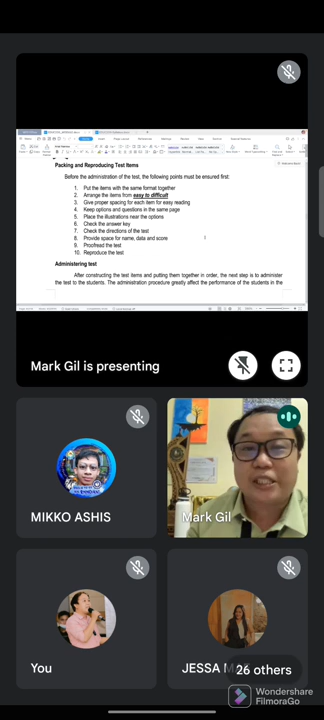 Packing and Reproducing Test Items
Before the administration of the test, the following points must be ensured first:
1. Put the items with the same format together
2. Arrange the items from easy to difficult
3. Give proper spacing for each item for easy reading
4. Keep options and questions in the same page
5. Place the illustrations near the options
6. Check the answer key
7. Check the directions of the test
8. Provide space for name, data and score
9. Proofread the test
10. Reproduce the test
Administering test
After constructing the test items and putting them together in order, the next step is to administer
the test to the students. The administration procedure greatly affect the performance of the students in the
Mark Gil is presenting
MIKKO ASHIS
Mark Gil
You
JESSA M
26 others
Wondershare
FilmoraGo